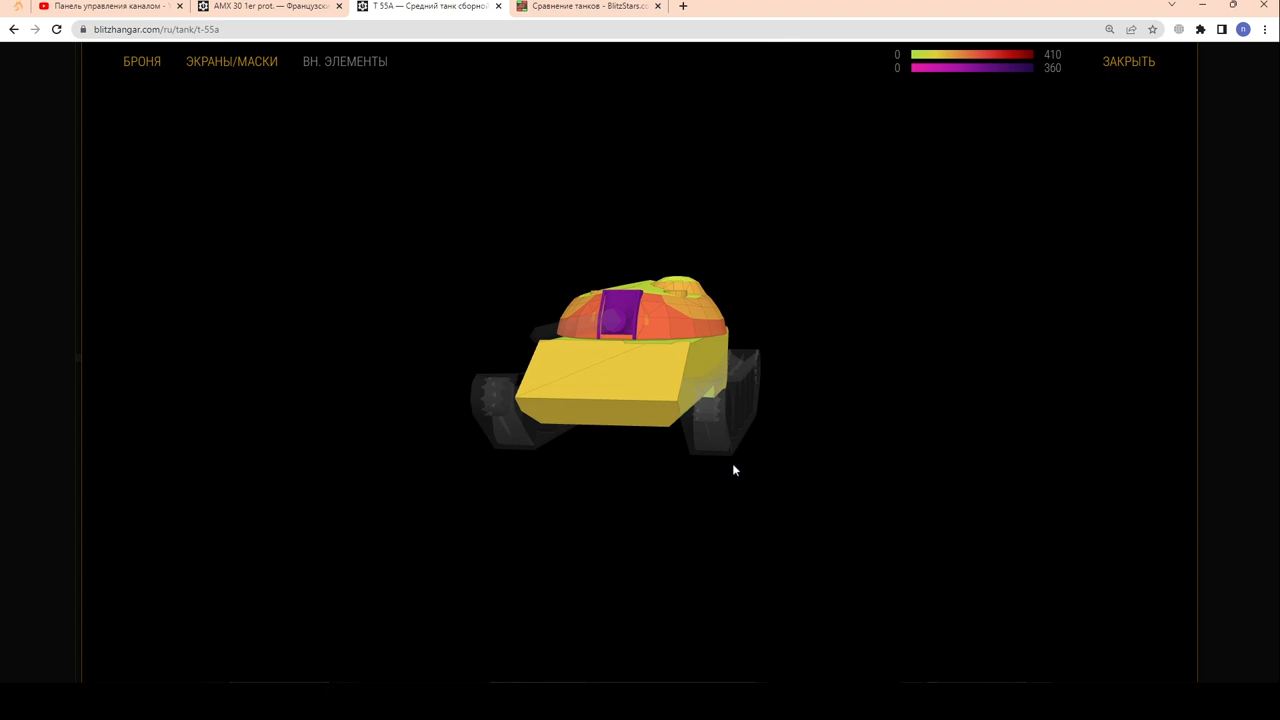 Панель управления каналом -
AMX 30 1er prot. — Французски
T 55A — Средний танк сборной
Сравнение танков - BlitzStars.co
blitzhangar.com/ru/tank/t-55a
n
БРОНЯ ЭКРАНЫ/МАСКИ ВН. ЭЛЕМЕНТЫ
0 410
0 360
ЗАКРЫТЬ